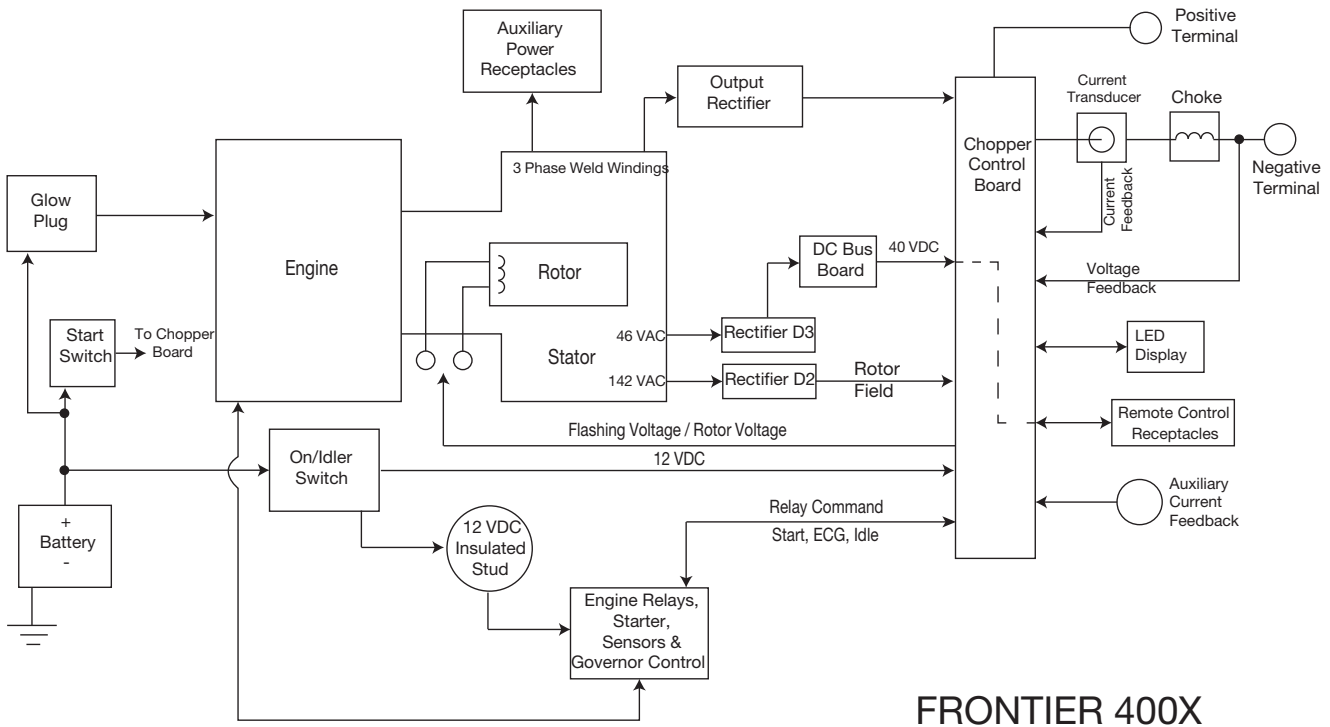 Auxiliary
Power
Receptacles
Positive
Terminal
Output
Rectifier
Current
Transducer
Choke
Chopper
Control
Board
Negative
Terminal
3 Phase Weld Windings
Glow
Plug
Current
Feedback
Engine
Rotor
DC Bus
Board
40 VDC
Voltage
Feedback
Start
Switch
To Chopper
Board
46 VAC
Rectifier D3
LED
Display
Stator
142 VAC
Rectifier D2
Rotor
Field
Remote Control
Receptacles
Flashing Voltage / Rotor Voltage
On/Idler
Switch
12 VDC
Auxiliary
Current
Feedback
+
Battery
-
12 VDC
Insulated
Stud
Relay Command
Start, ECG, Idle
Engine Relays,
Starter,
Sensors &
Governor Control
FRONTIER 400X